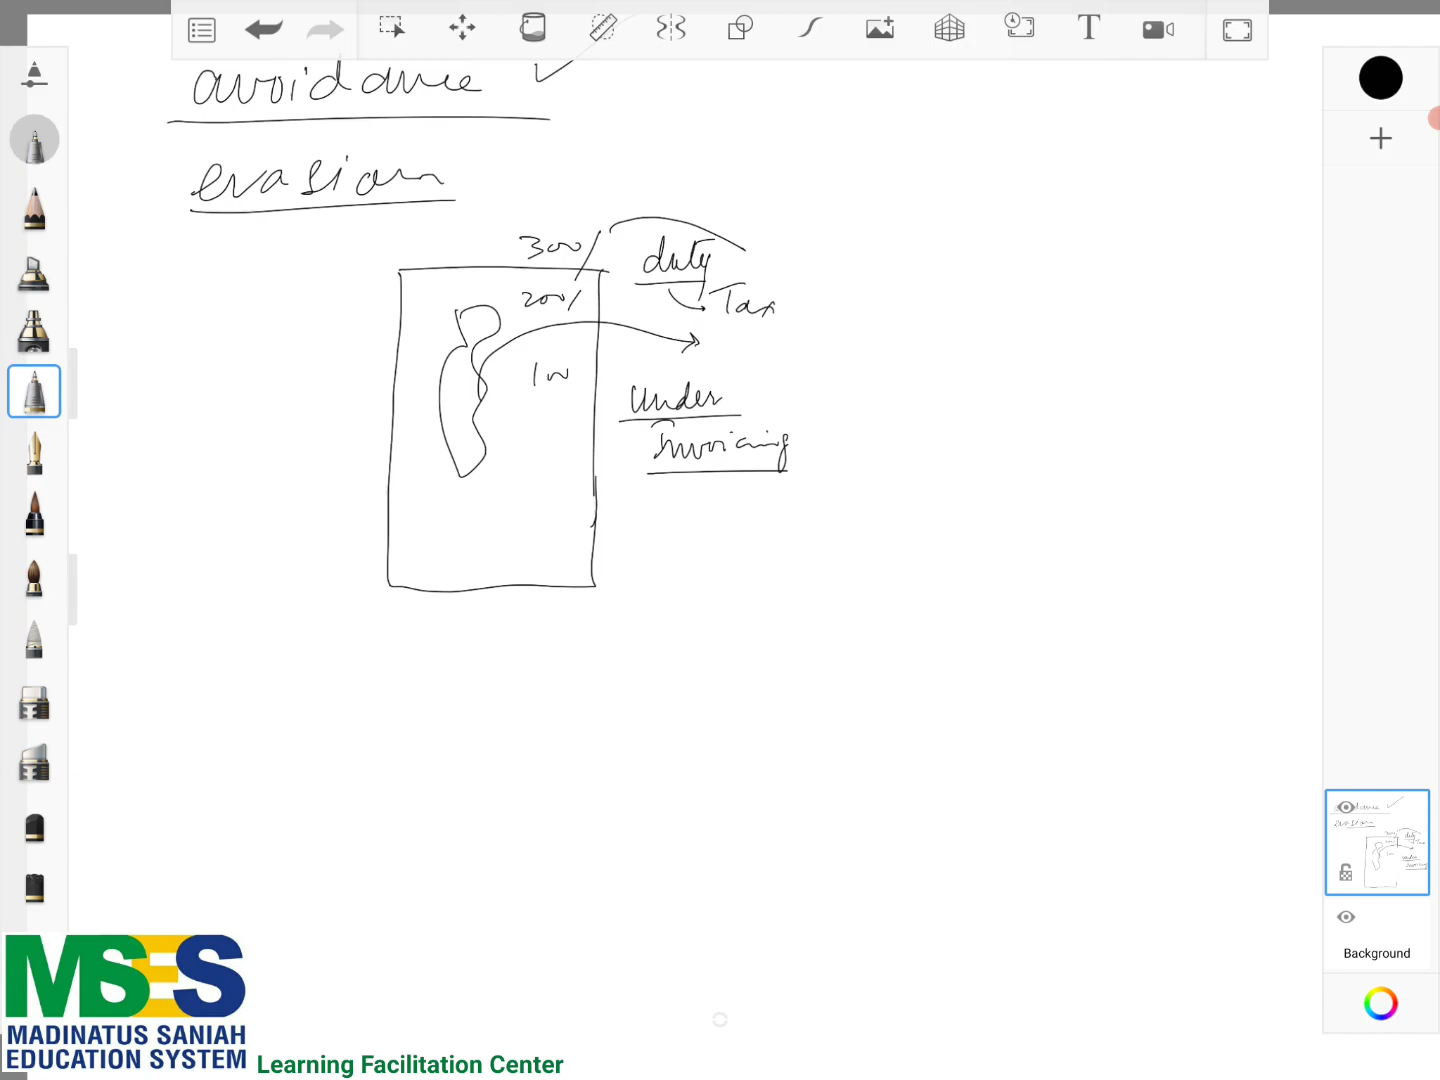 avoidance
evasion
300/
duty
200/
Tax
100
under
invoicing
T
Background
MSES
MADINATUS SANIAH
EDUCATION SYSTEM
Learning Facilitation Center